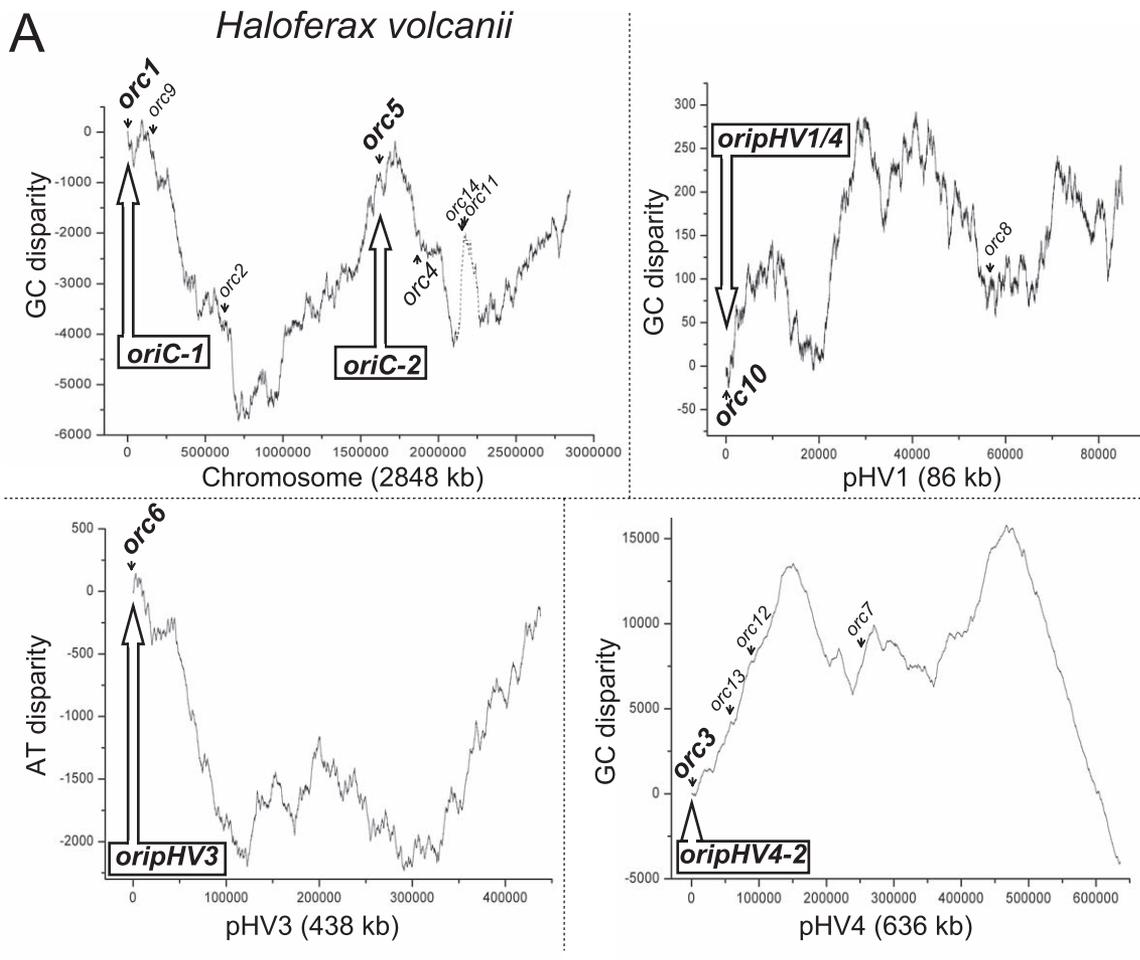 A
Haloferax volcanii
orc1
orc9
orc2
orc5
orc14
orc11
orc4
oriC-1
oriC-2
GC disparity
0
-1000
-2000
-3000
-4000
-5000
-6000
0 500000 1000000 1500000 2000000 2500000 3000000
Chromosome (2848 kb)
oripHV1/4
orc8
orc10
GC disparity
300
250
200
150
100
50
0
-50
0 20000 40000 60000 80000
pHV1 (86 kb)
orc6
oripHV3
AT disparity
500
0
-500
-1000
-1500
-2000
0 100000 200000 300000 400000
pHV3 (438 kb)
orc12
orc7
orc13
orc3
oripHV4-2
GC disparity
15000
10000
5000
0
-5000
0 100000 200000 300000 400000 500000 600000
pHV4 (636 kb)